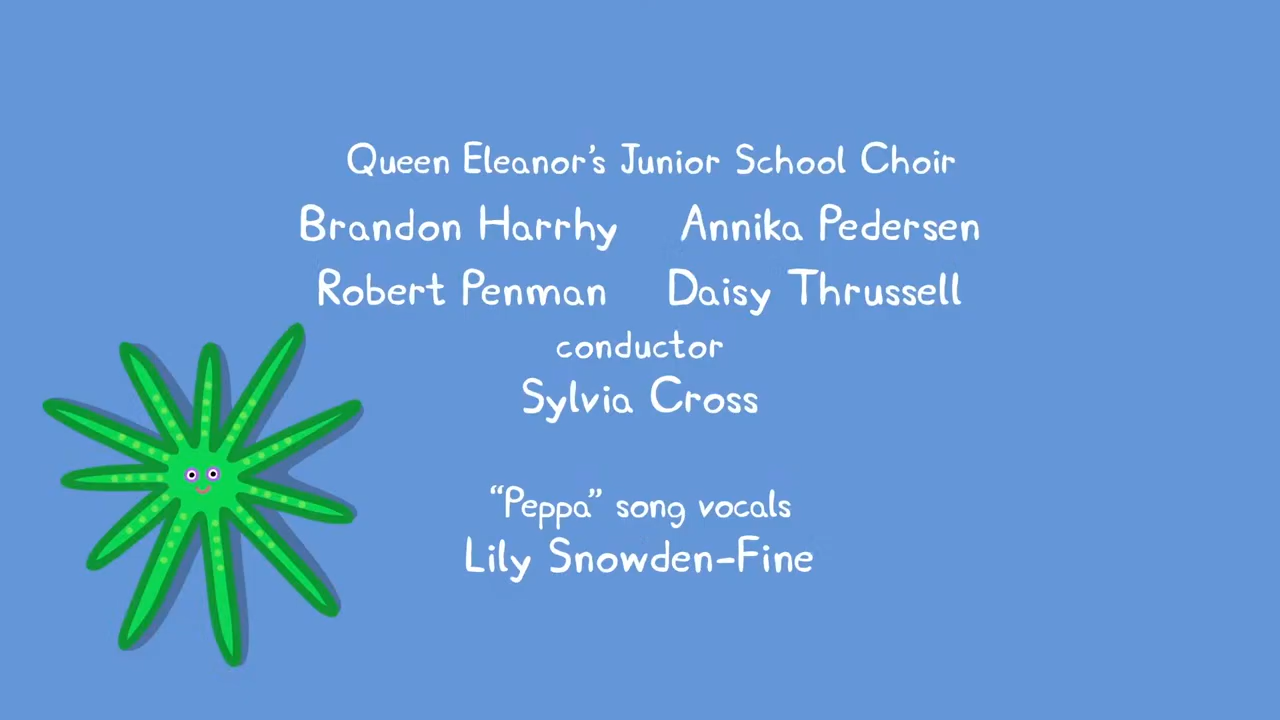 Queen Eleanor's Junior School Choir
Brandon Harrhy Annika Pedersen
Robert Penman Daisy Thrussell
conductor
Sylvia Cross
“Peppa” song vocals
Lily Snowden-Fine